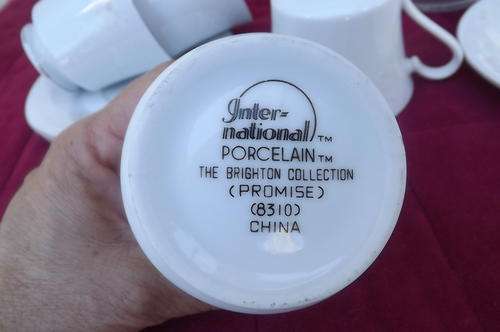 Inter-
national™
PORCELAIN™
THE BRIGHTON COLLECTION
(PROMISE)
(8310)
CHINA